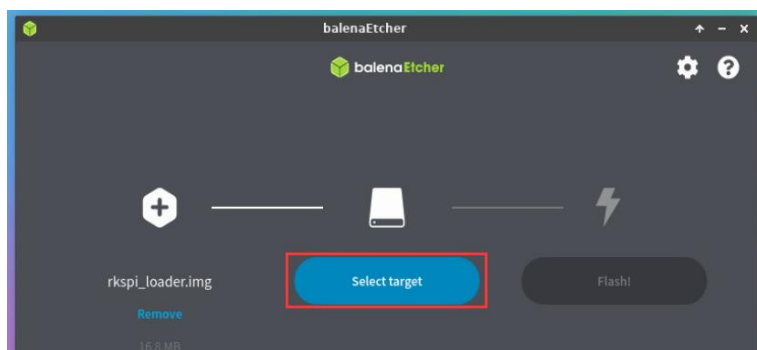 balenaEtcher
balenaEtcher
rkspi_loader.img
Select target
Flash!
Remove
16.8 MB